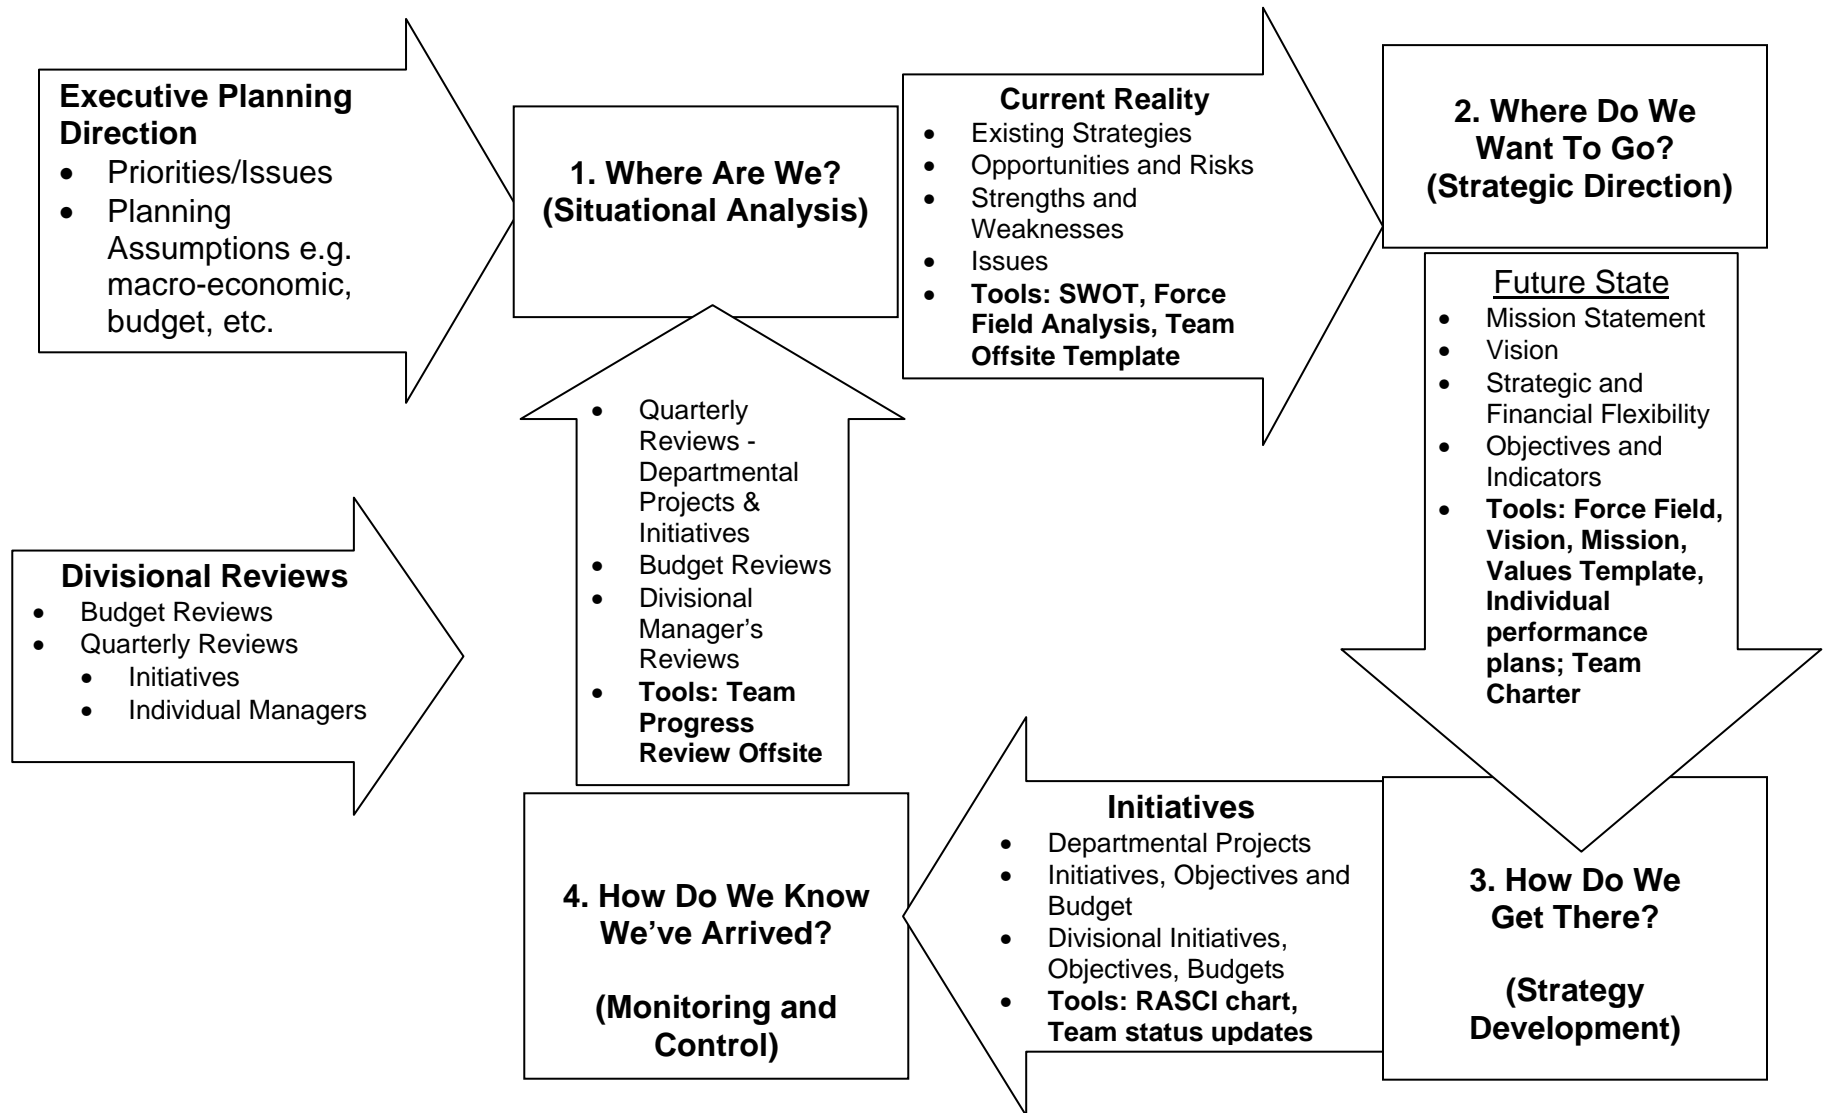 Executive Planning
Direction
• Priorities/Issues
• Planning
Assumptions e.g.
macro-economic,
budget, etc.
1. Where Are We?
(Situational Analysis)
Current Reality
• Existing Strategies
• Opportunities and Risks
• Strengths and
Weaknesses
• Issues
• Tools: SWOT, Force
Field Analysis, Team
Offsite Template
2. Where Do We
Want To Go?
(Strategic Direction)
Future State
• Mission Statement
• Vision
• Strategic and
Financial Flexibility
• Objectives and
Indicators
• Tools: Force Field,
Vision, Mission,
Values Template,
Individual
performance
plans; Team
Charter
3. How Do We
Get There?
(Strategy
Development)
Initiatives
• Departmental Projects
• Initiatives, Objectives and
Budget
• Divisional Initiatives,
Objectives, Budgets
• Tools: RASCI chart,
Team status updates
4. How Do We Know
We’ve Arrived?
(Monitoring and
Control)
• Quarterly
Reviews -
Departmental
Projects &
Initiatives
• Budget Reviews
• Divisional
Manager’s
Reviews
• Tools: Team
Progress
Review Offsite
Divisional Reviews
• Budget Reviews
• Quarterly Reviews
• Initiatives
• Individual Managers